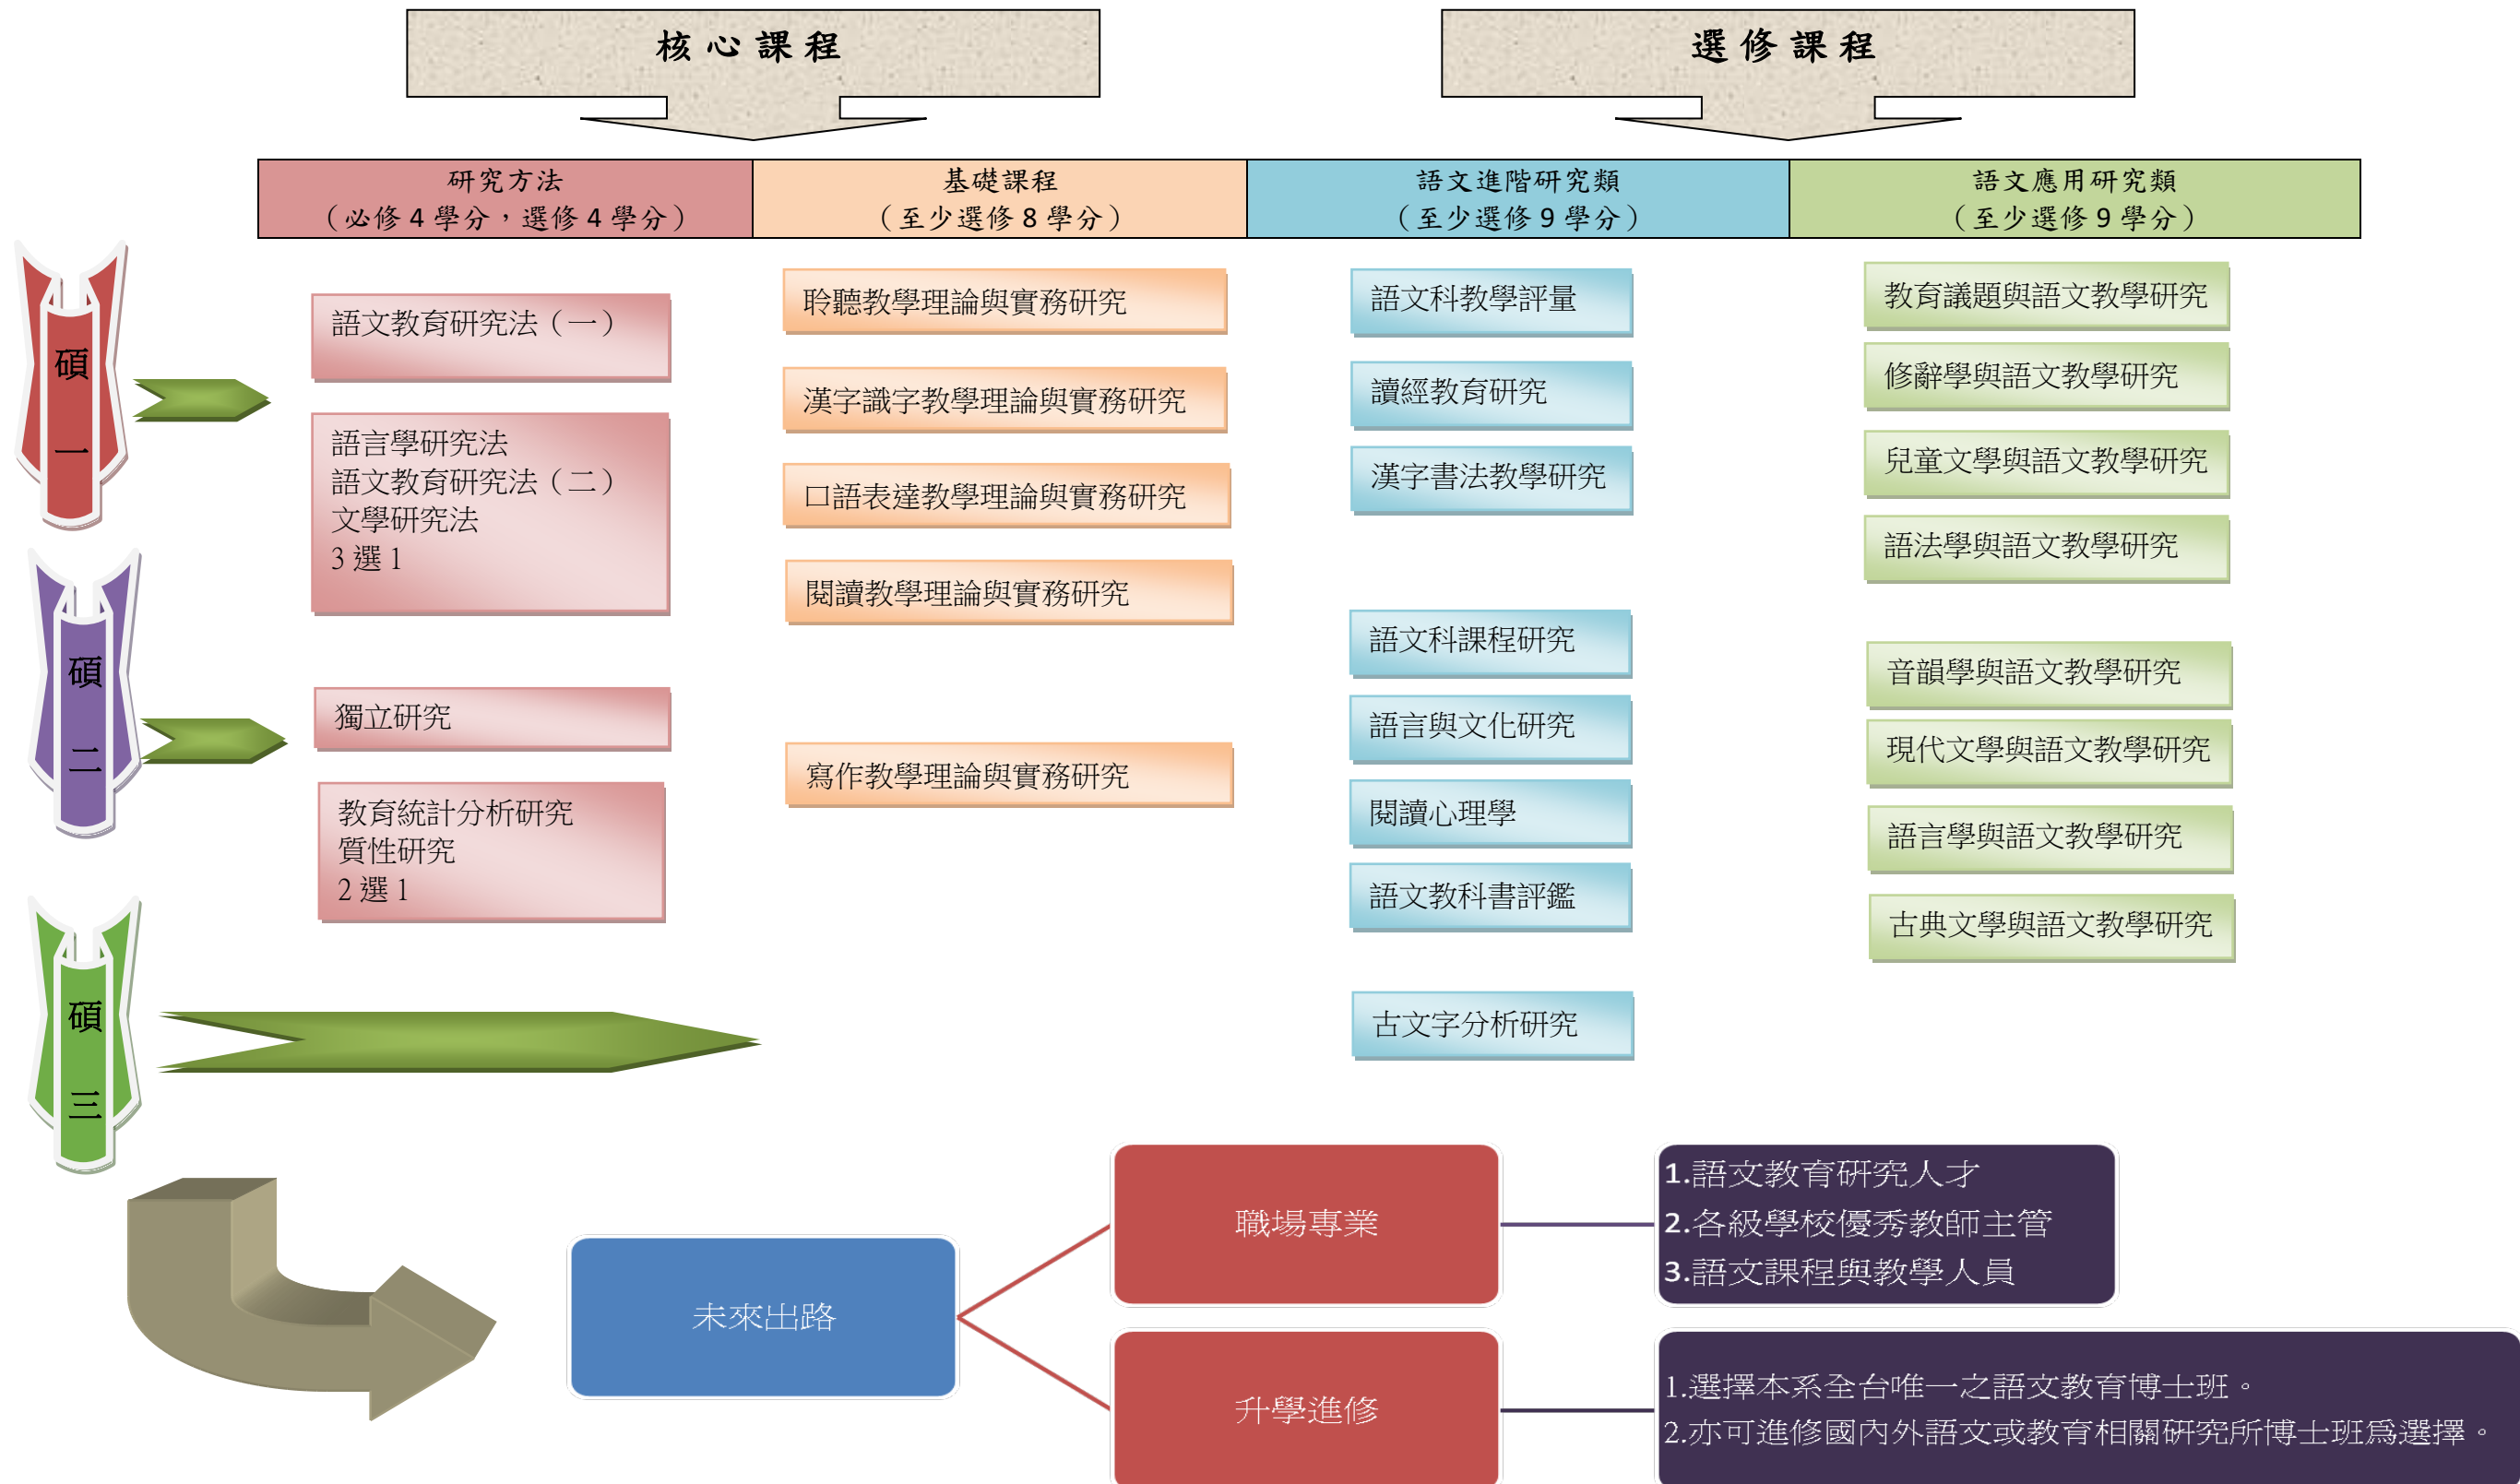 核心課程
選修課程
研究方法
（必修 4 學分，選修 4 學分）
基礎課程
（至少選修 8 學分）
語文進階研究類
（至少選修 9 學分）
語文應用研究類
（至少選修 9 學分）
碩
一
語文教育研究法（一）
語言學研究法
語文教育研究法（二）
文學研究法
3 選 1
聆聽教學理論與實務研究
漢字識字教學理論與實務研究
口語表達教學理論與實務研究
閱讀教學理論與實務研究
語文科教學評量
讀經教育研究
漢字書法教學研究
教育議題與語文教學研究
修辭學與語文教學研究
兒童文學與語文教學研究
語法學與語文教學研究
碩
二
獨立研究
教育統計分析研究
質性研究
2 選 1
寫作教學理論與實務研究
語文科課程研究
語言與文化研究
閱讀心理學
語文教科書評鑑
音韻學與語文教學研究
現代文學與語文教學研究
語言學與語文教學研究
古典文學與語文教學研究
碩
三
古文字分析研究
未來出路
職場專業
1.語文教育研究人才
2.各級學校優秀教師主管
3.語文課程與教學人員
升學進修
1.選擇本系全台唯一之語文教育博士班。
2.亦可進修國內外語文或教育相關研究所博士班為選擇。